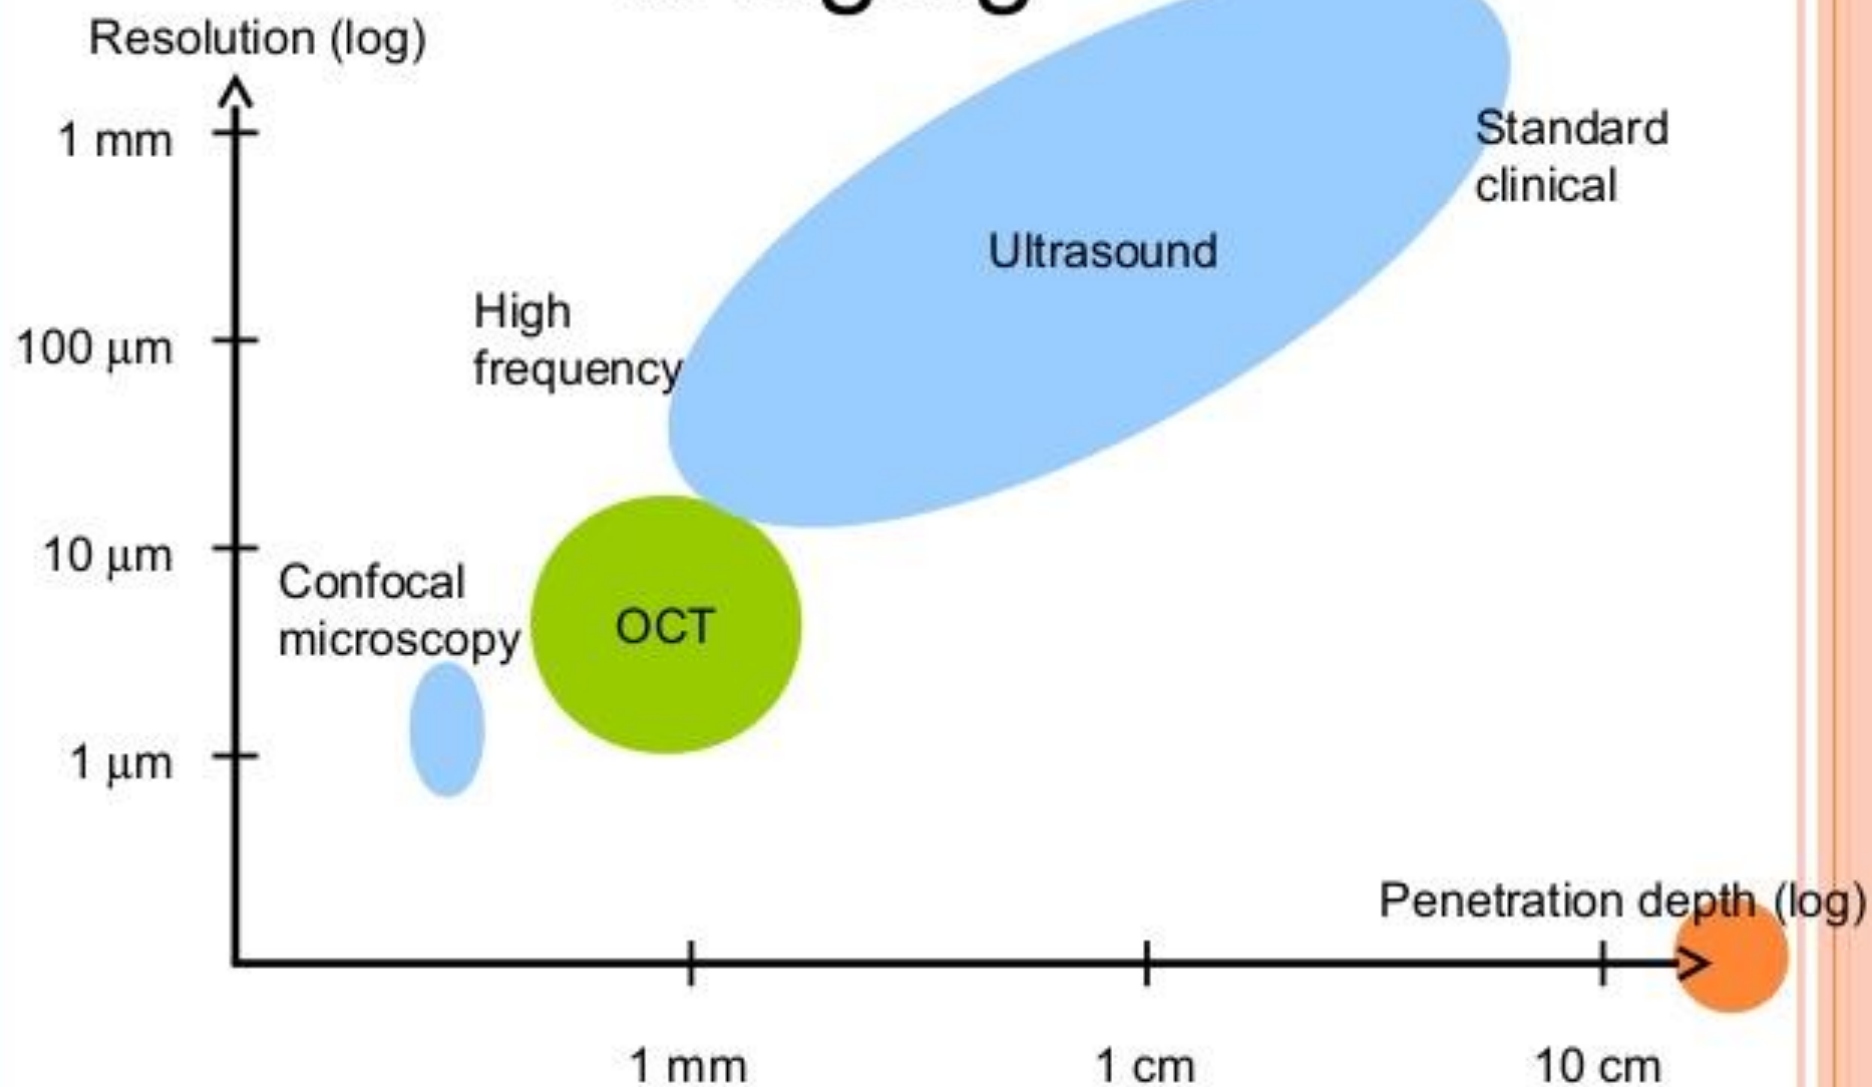 Resolution (log)
1 mm
Standard
clinical
Ultrasound
High
frequency
100 μm
10 μm
Confocal
microscopy
OCT
1 μm
Penetration depth (log)
1 mm
1 cm
10 cm